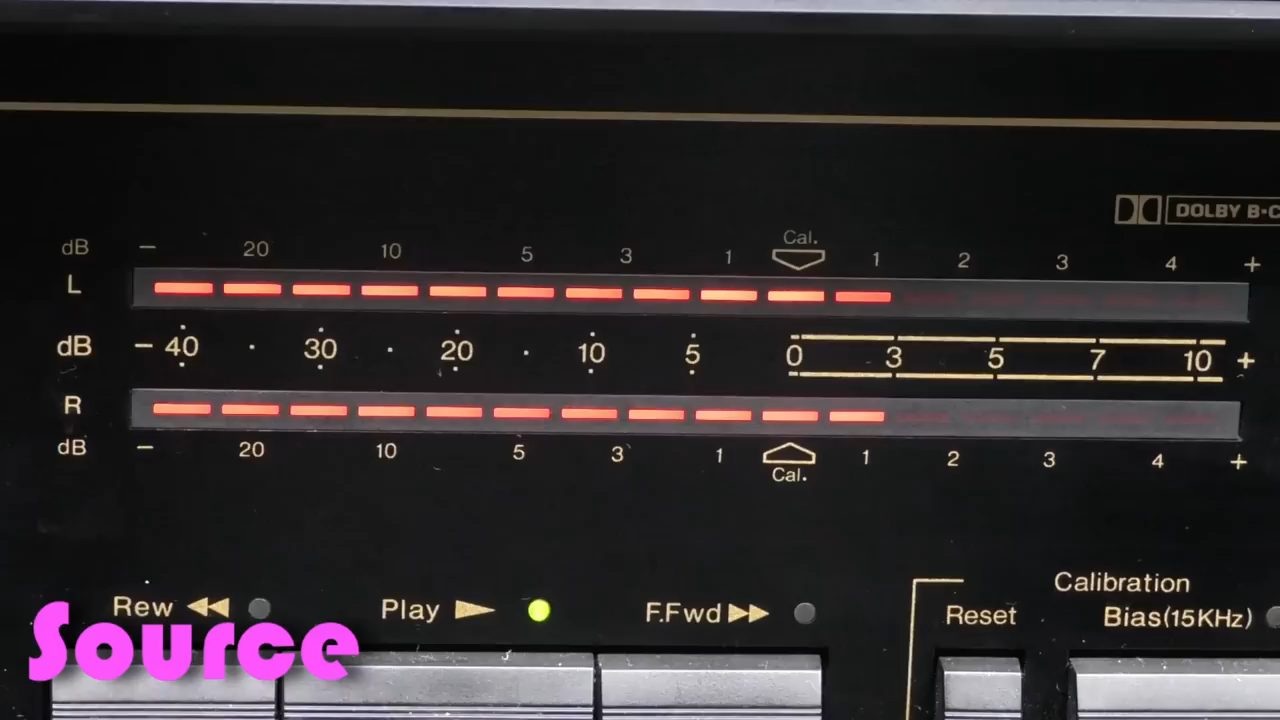 DOLBY B·C
Cal.
dB − 20 10 5 3 1 1 2 3 4 +
L
dB − 40 · 30 · 20 · 10 5 0 3 5 7 10 +
R
dB − 20 10 5 3 1 1 2 3 4 +
Cal.
Calibration
Rew Play F.Fwd Reset Bias(15KHz)
Source